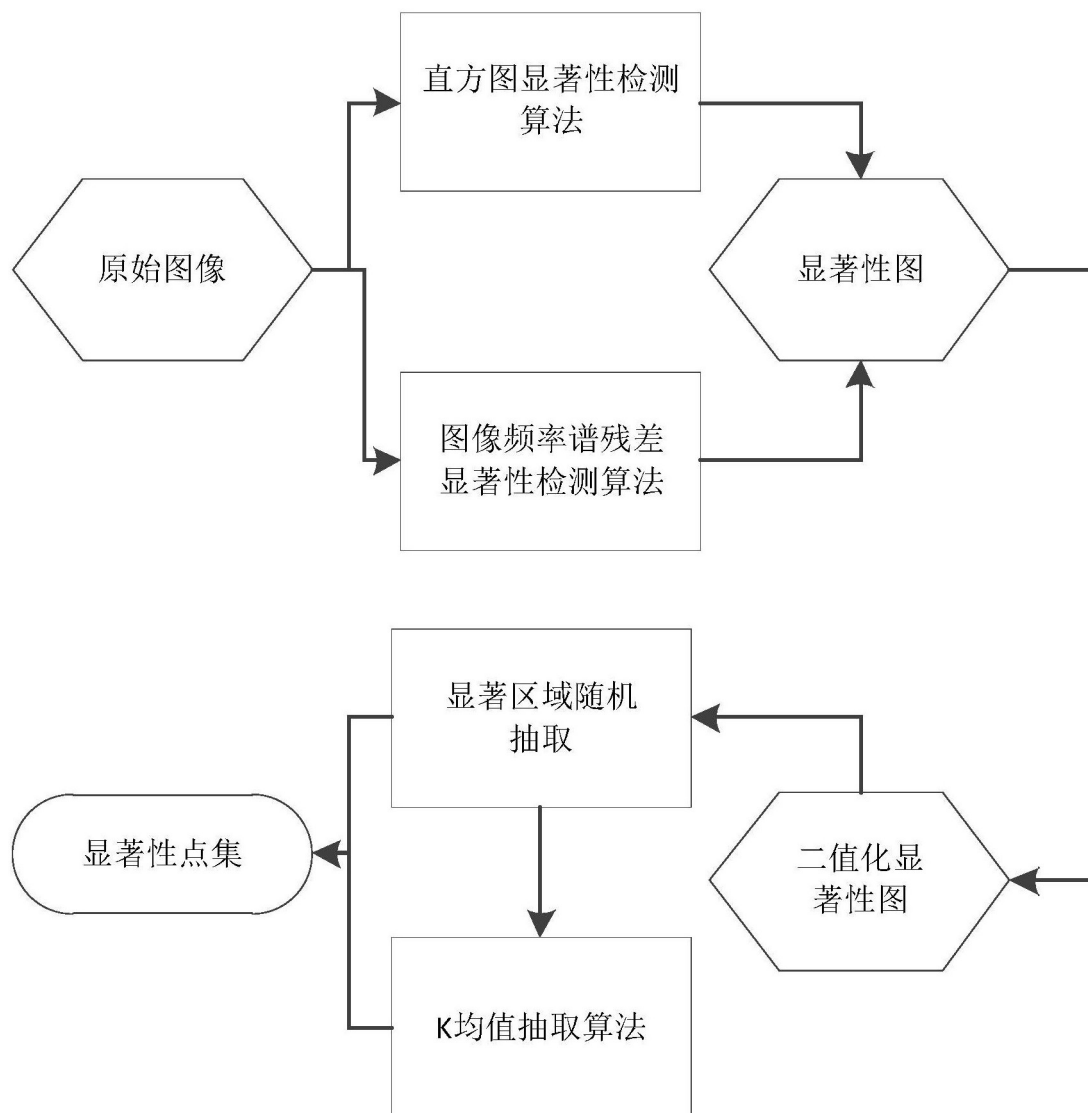 直方图显著性检测
算法
原始图像
显著性图
图像频率谱残差
显著性检测算法
显著区域随机
抽取
显著性点集
二值化显
著性图
K均值抽取算法